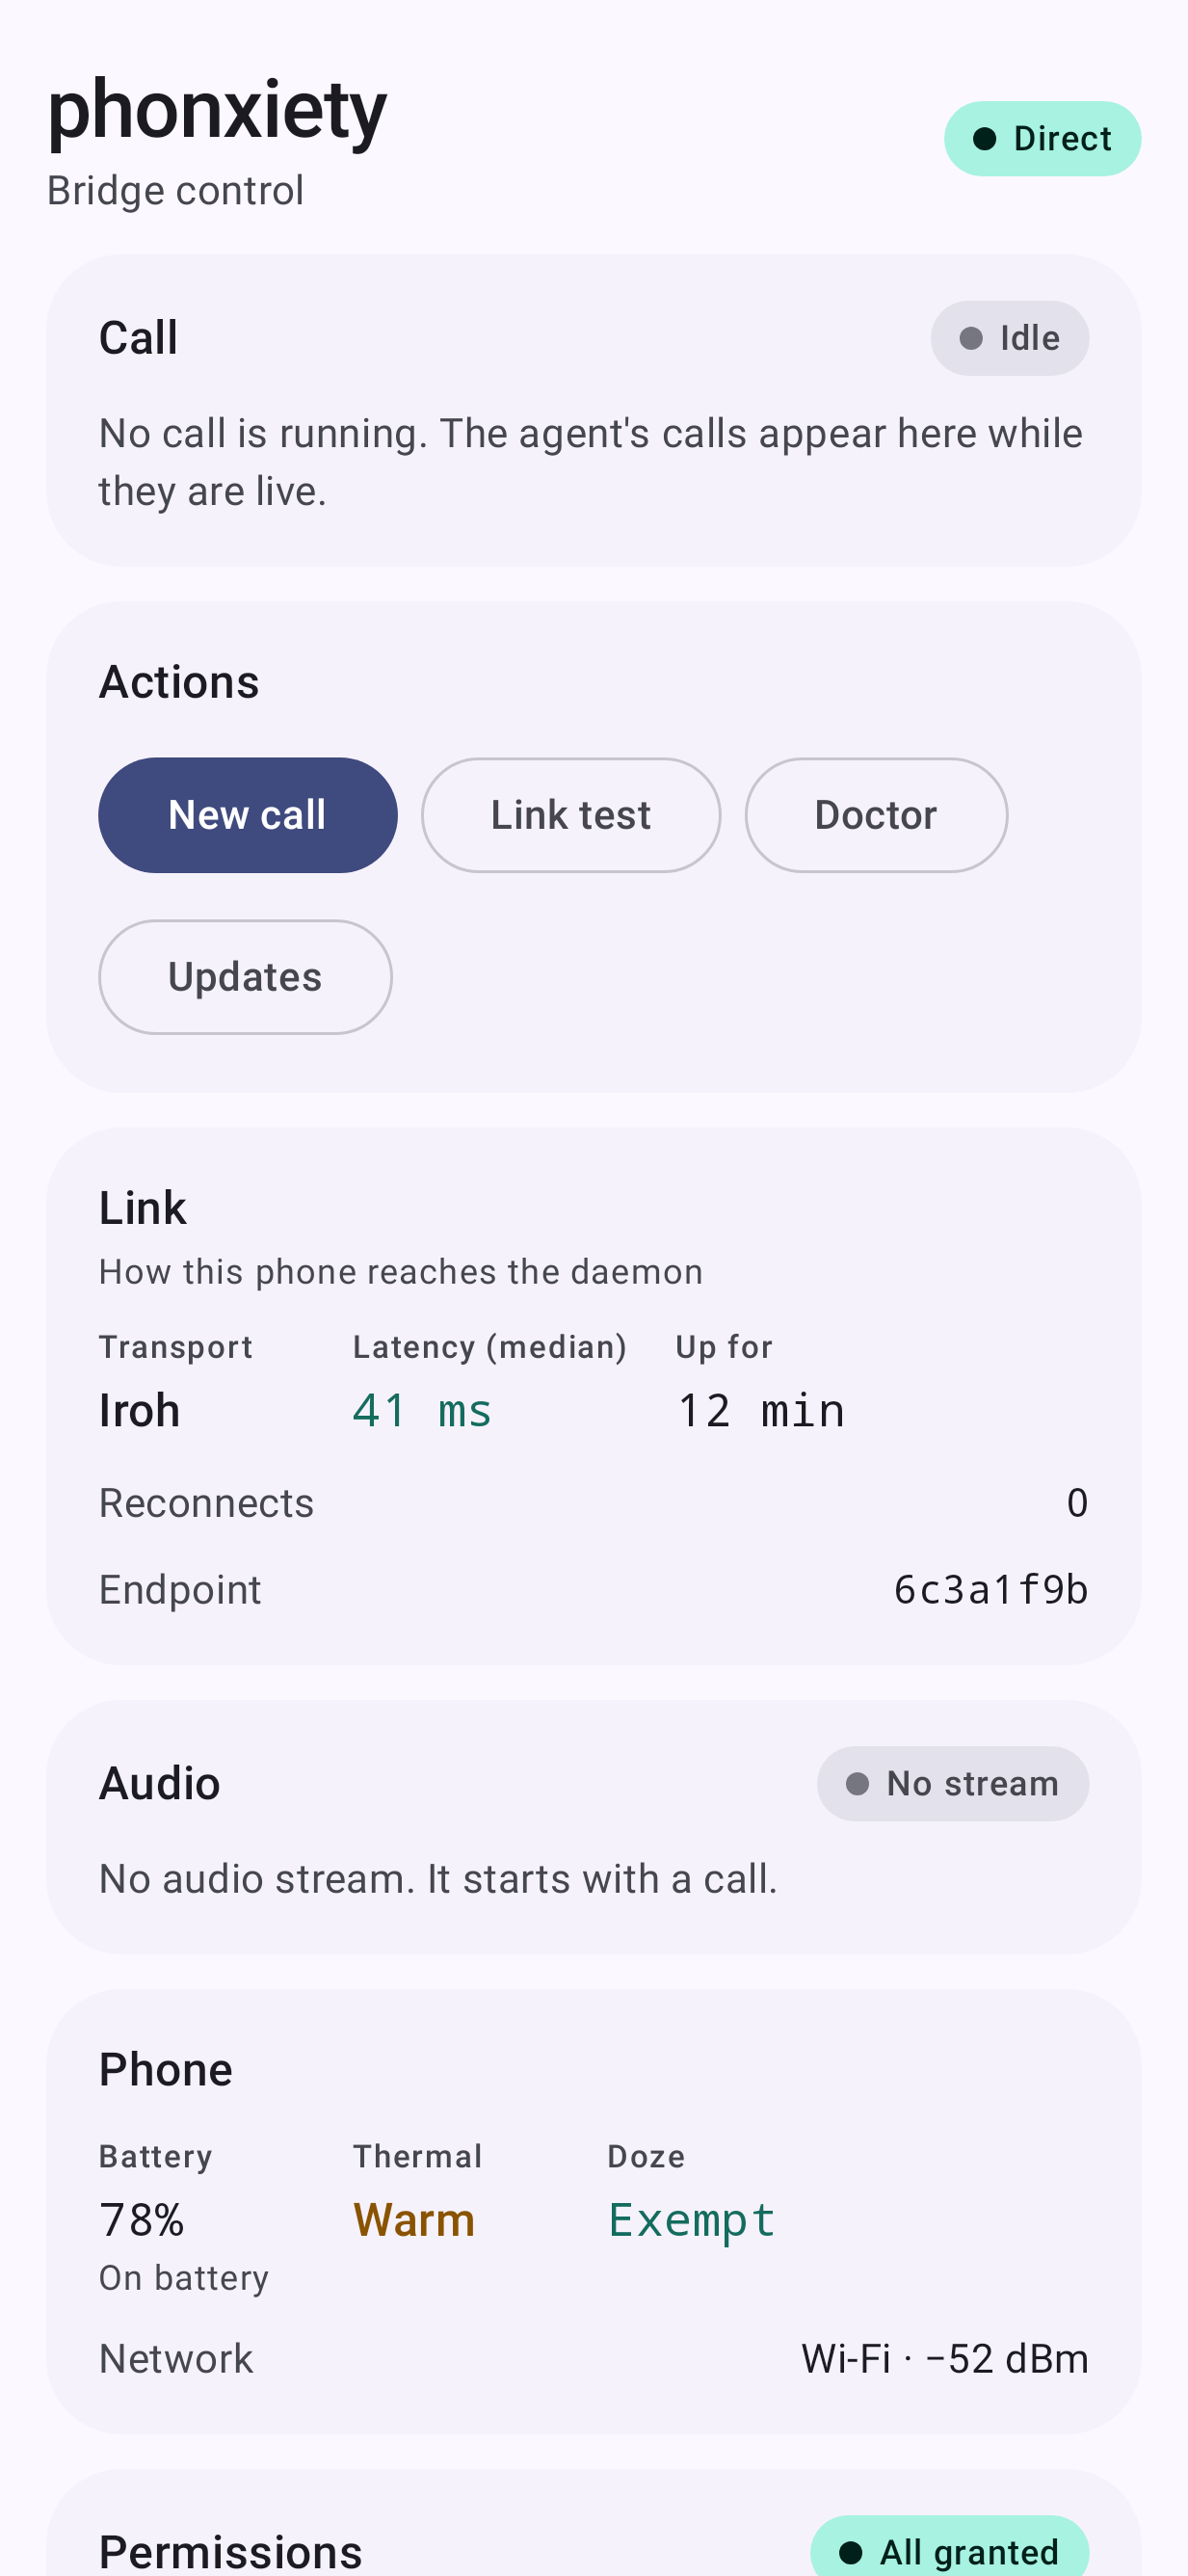 phonxiety
Direct
Bridge control
Call
Idle
No call is running. The agent's calls appear here while
they are live.
Actions
New call
Link test
Doctor
Updates
Link
How this phone reaches the daemon
Transport
Latency (median)
Up for
Iroh
41 ms
12 min
Reconnects
0
Endpoint
6c3a1f9b
Audio
No stream
No audio stream. It starts with a call.
Phone
Battery
Thermal
Doze
78%
Warm
Exempt
On battery
Network
Wi-Fi · −52 dBm
Permissions
All granted